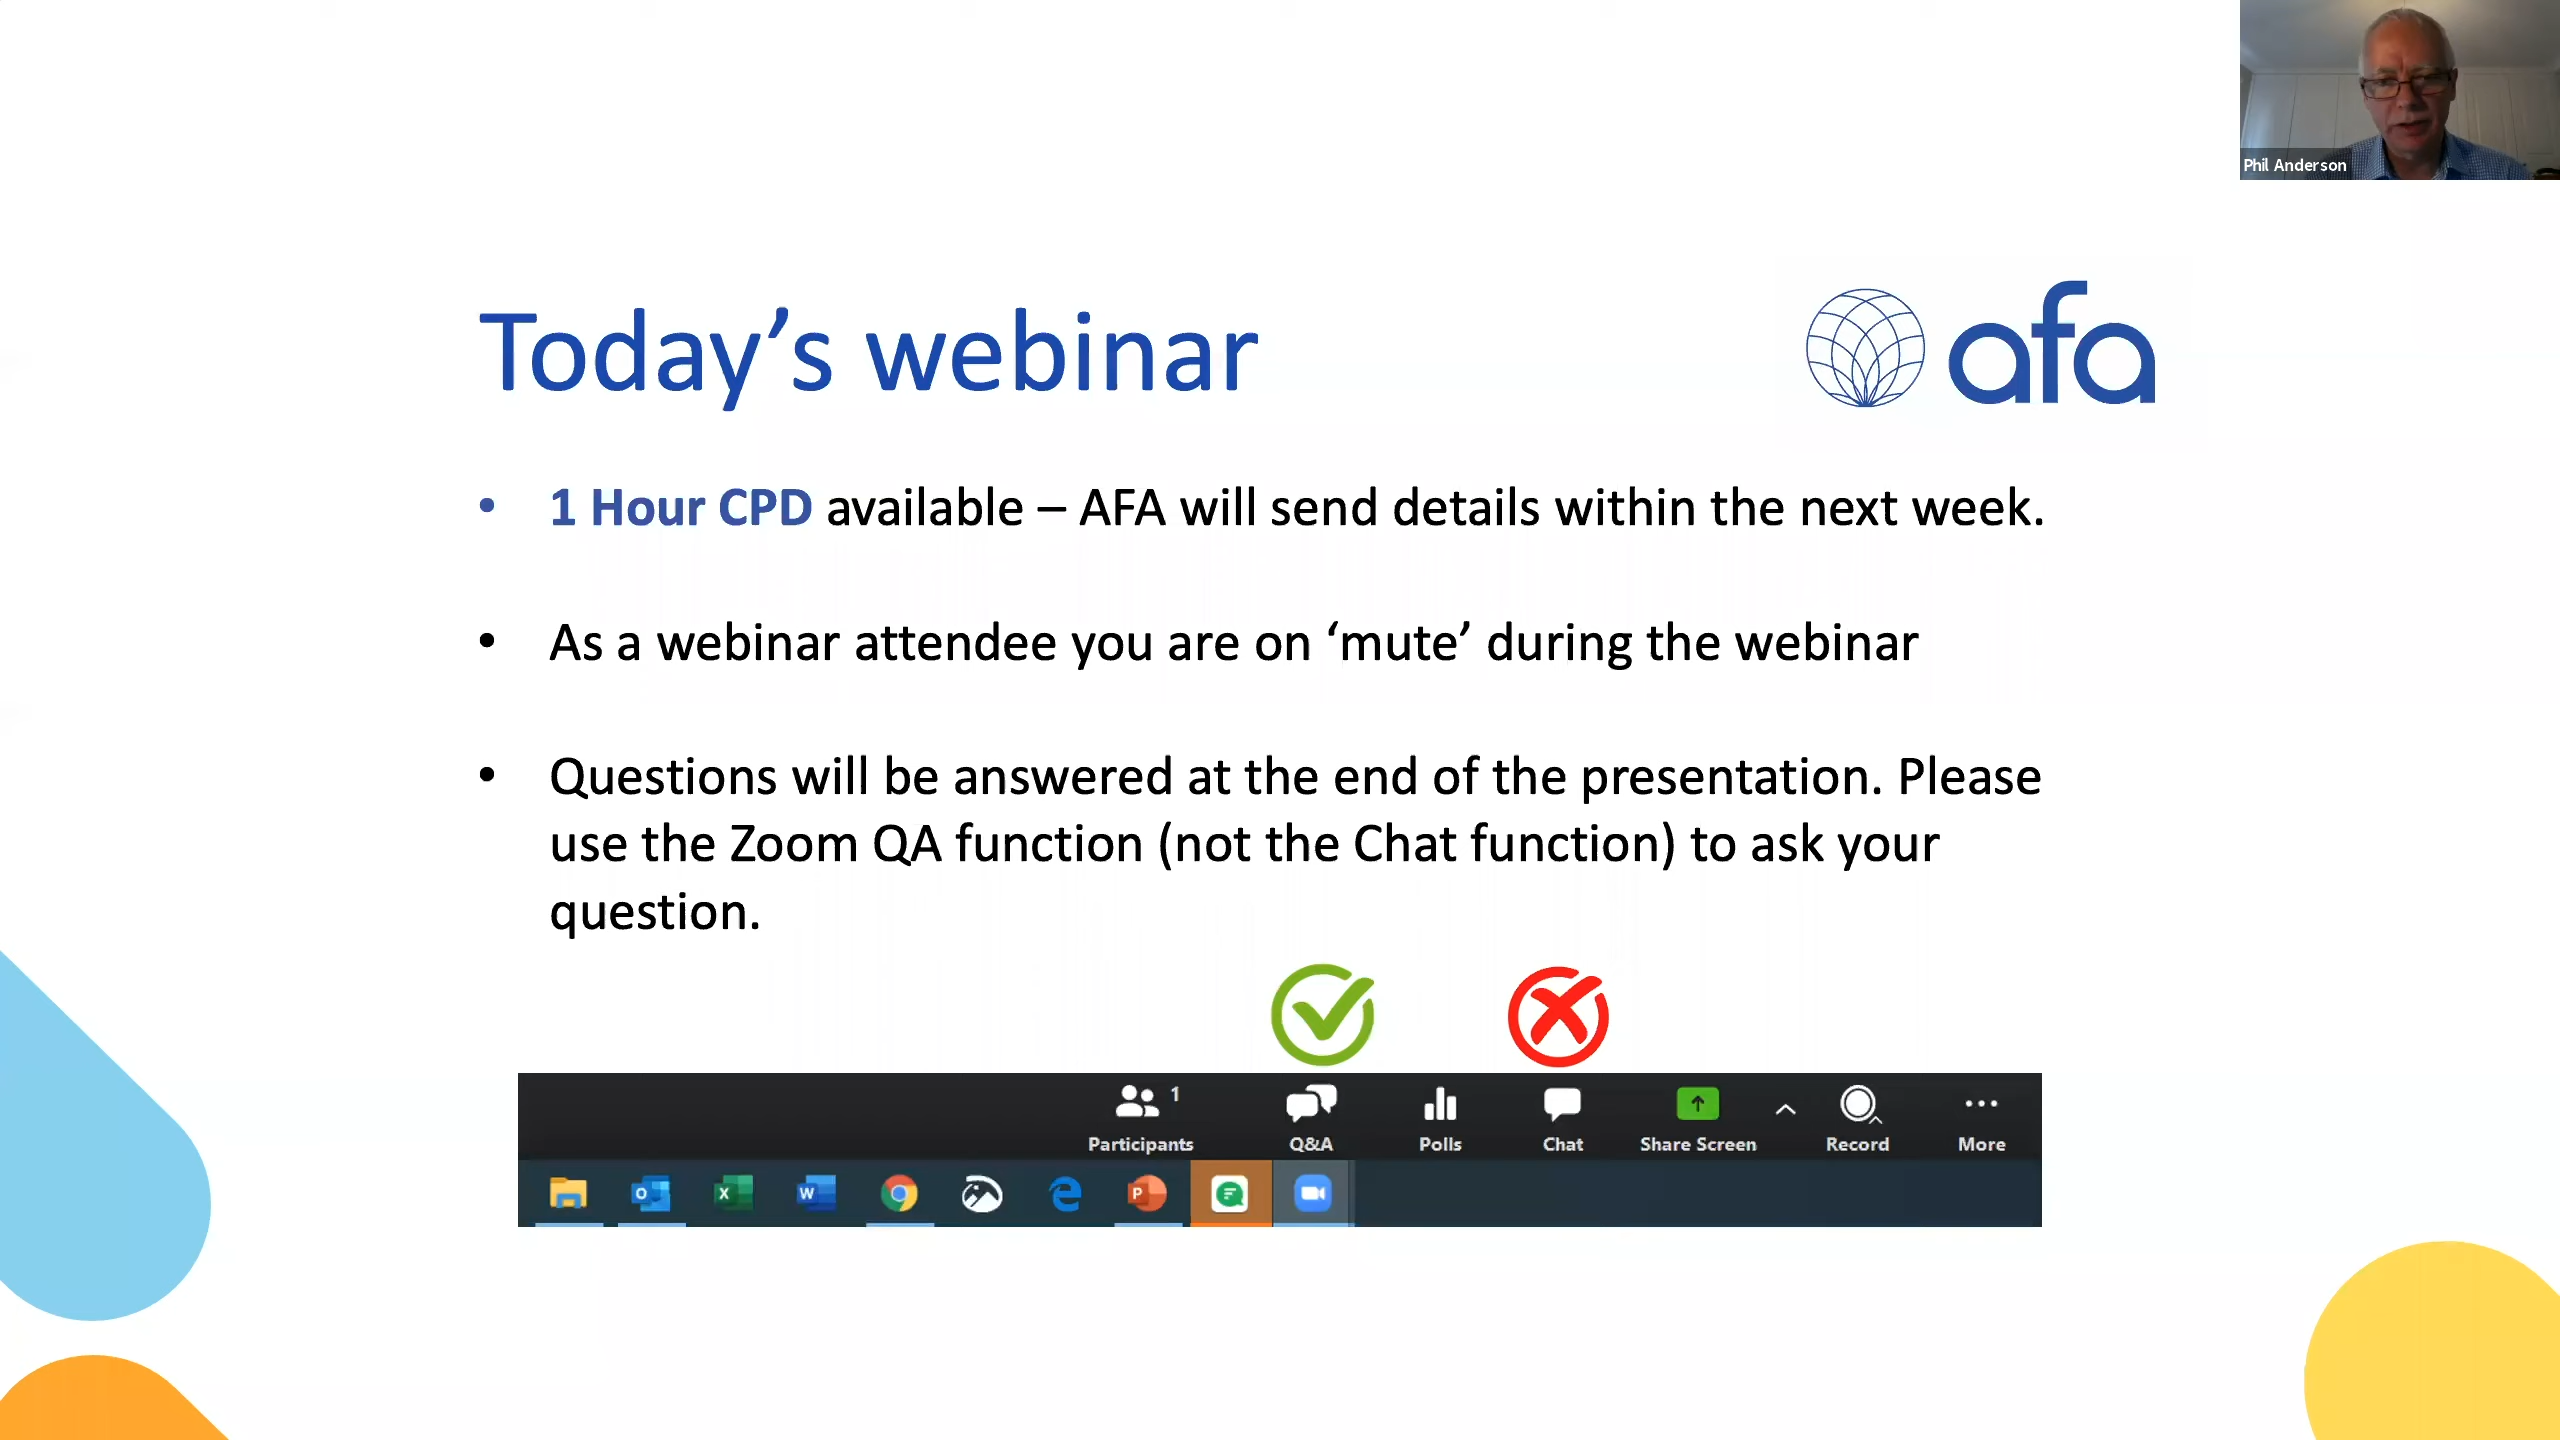 Phil Anderson
Today’s webinar
afa
• 1 Hour CPD available – AFA will send details within the next week.
• As a webinar attendee you are on ‘mute’ during the webinar
• Questions will be answered at the end of the presentation. Please
use the Zoom QA function (not the Chat function) to ask your
question.
1
Participants Q&A Polls Chat Share Screen Record More
O X W P